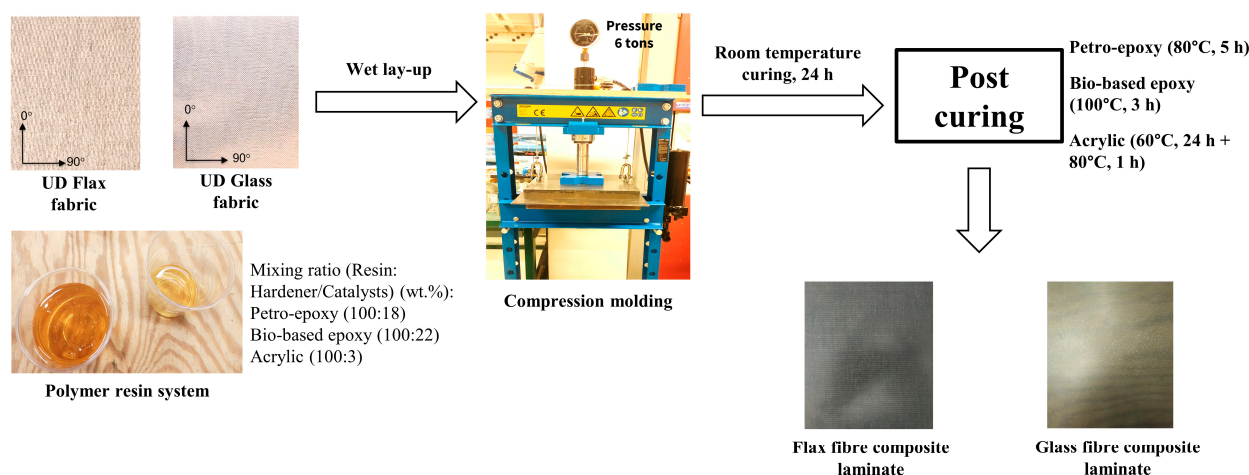 0°
90°
UD Flax
fabric
0°
90°
UD Glass
fabric
Wet lay-up
Pressure
6 tons
CE
Compression molding
Room temperature
curing, 24 h
Post
curing
Petro-epoxy (80°C, 5 h)
Bio-based epoxy
(100°C, 3 h)
Acrylic (60°C, 24 h +
80°C, 1 h)
Mixing ratio (Resin:
Hardener/Catalysts) (wt.%):
Petro-epoxy (100:18)
Bio-based epoxy (100:22)
Acrylic (100:3)
Polymer resin system
Flax fibre composite
laminate
Glass fibre composite
laminate